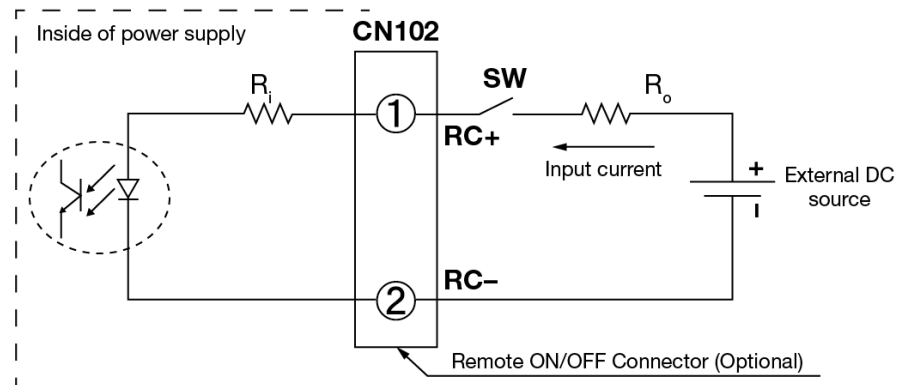 Inside of power supply
CN102
Ri
1
SW
Ro
RC+
Input current
+
External DC
source
−
2
RC−
Remote ON/OFF Connector (Optional)